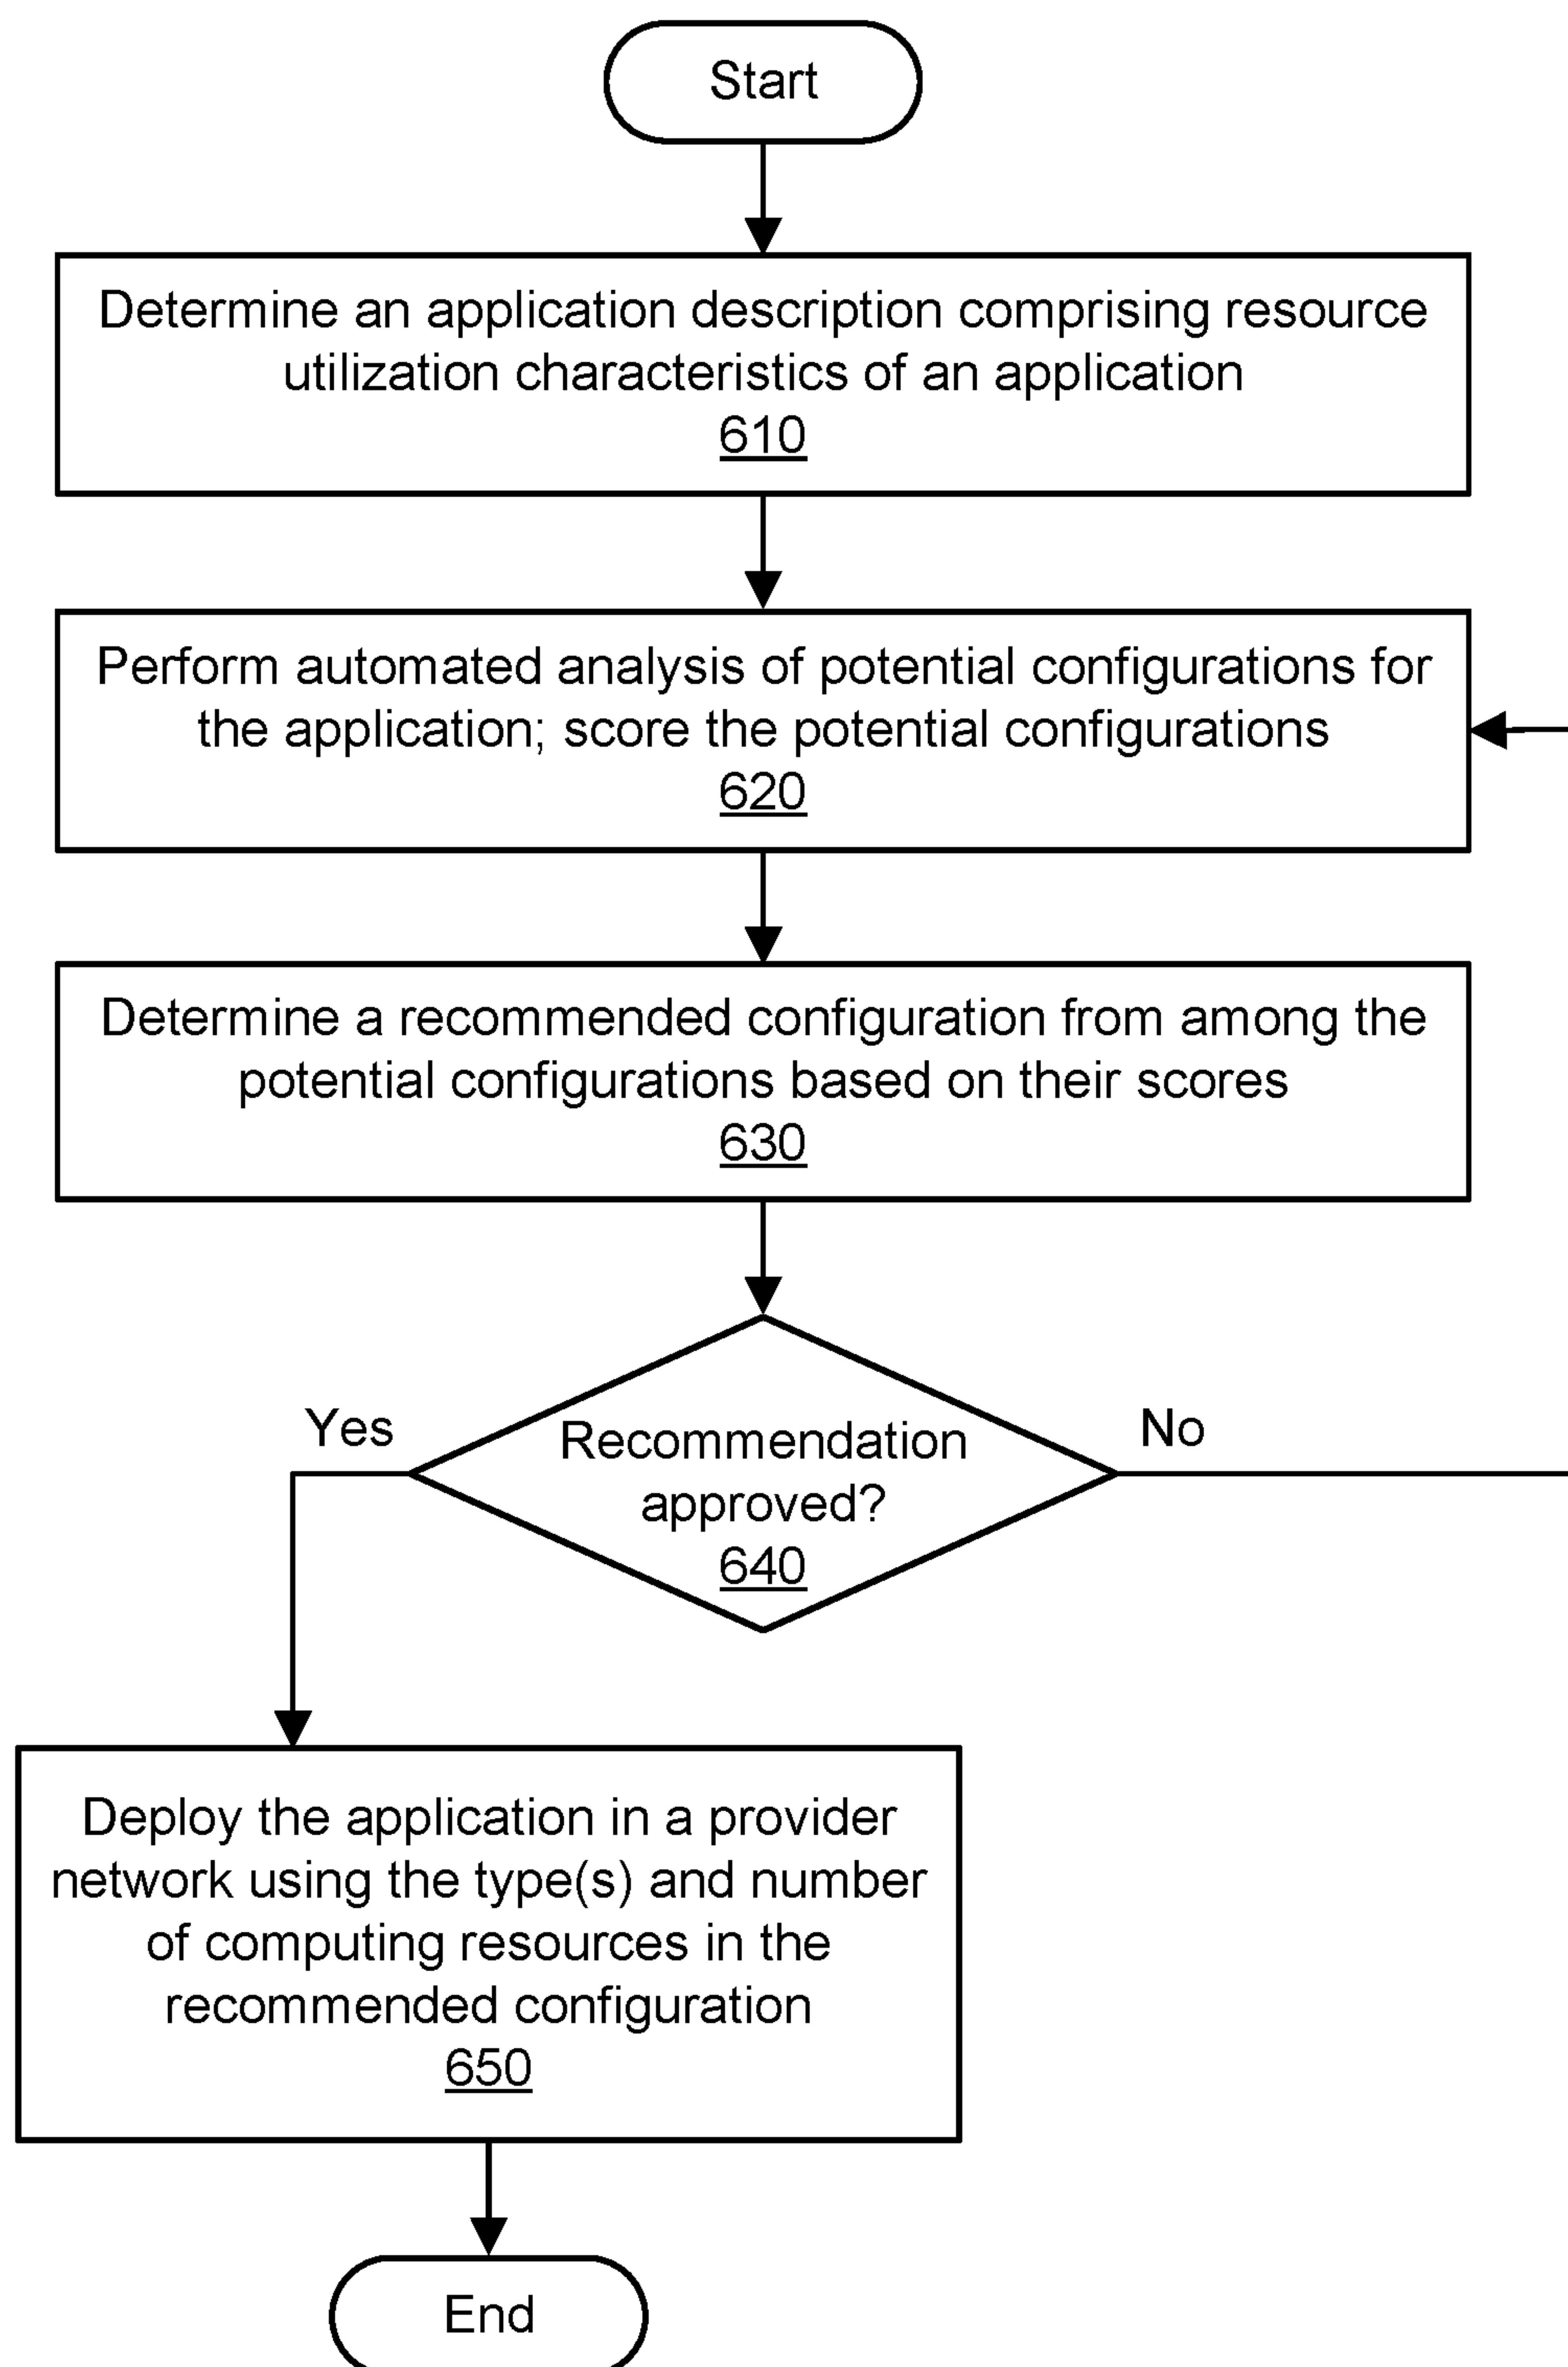 Start
Determine an application description comprising resource
utilization characteristics of an application
610
Perform automated analysis of potential configurations for
the application; score the potential configurations
620
Determine a recommended configuration from among the
potential configurations based on their scores
630
Yes
No
Recommendation
approved?
640
Deploy the application in a provider
network using the type(s) and number
of computing resources in the
recommended configuration
650
End